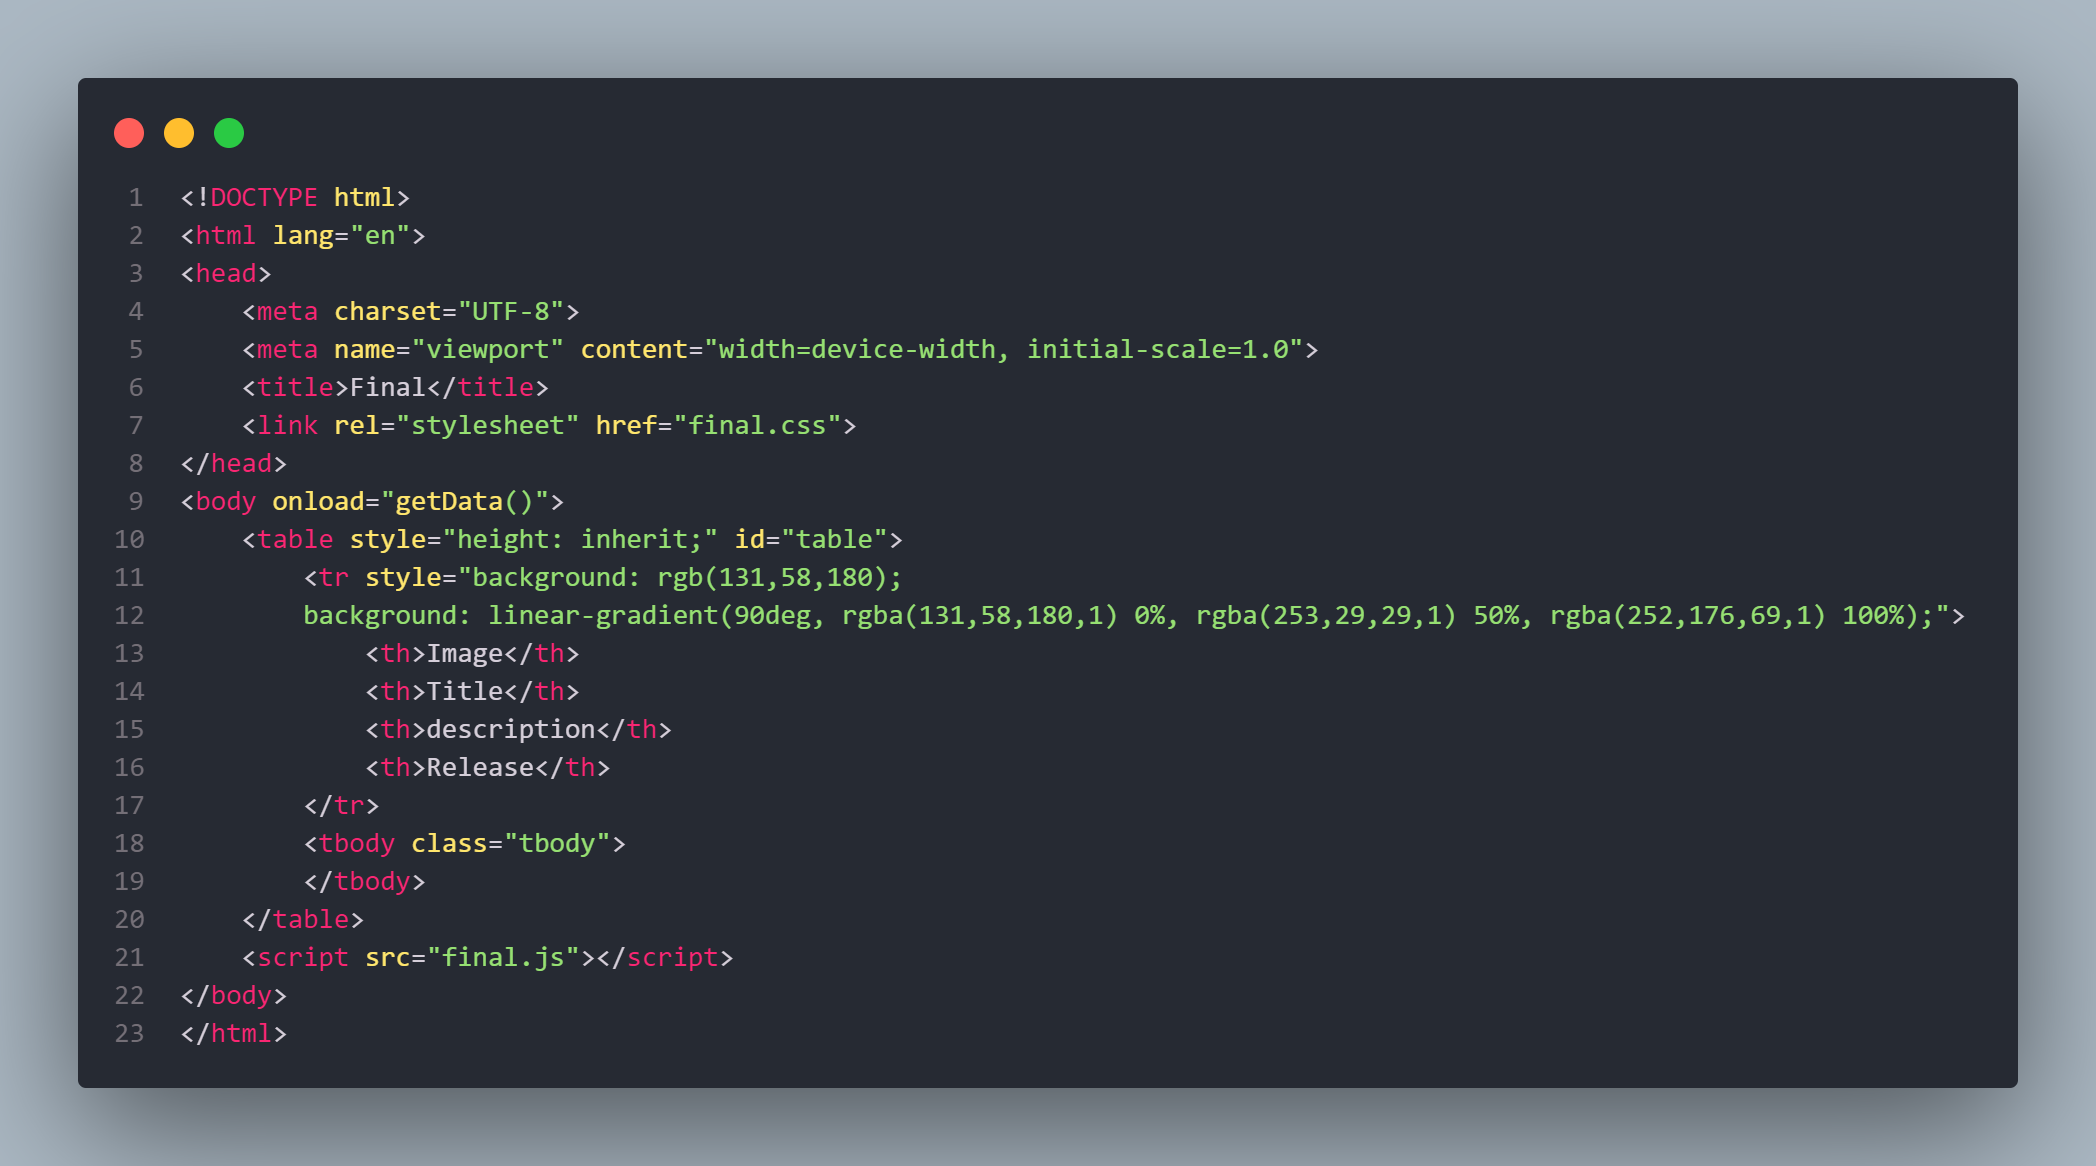 1 <!DOCTYPE html>
2 <html lang="en">
3 <head>
4     <meta charset="UTF-8">
5     <meta name="viewport" content="width=device-width, initial-scale=1.0">
6     <title>Final</title>
7     <link rel="stylesheet" href="final.css">
8 </head>
9 <body onload="getData()">
10     <table style="height: inherit;" id="table">
11         <tr style="background: rgb(131,58,180);
12         background: linear-gradient(90deg, rgba(131,58,180,1) 0%, rgba(253,29,29,1) 50%, rgba(252,176,69,1) 100%);">
13             <th>Image</th>
14             <th>Title</th>
15             <th>description</th>
16             <th>Release</th>
17         </tr>
18         <tbody class="tbody">
19         </tbody>
20     </table>
21     <script src="final.js"></script>
22 </body>
23 </html>